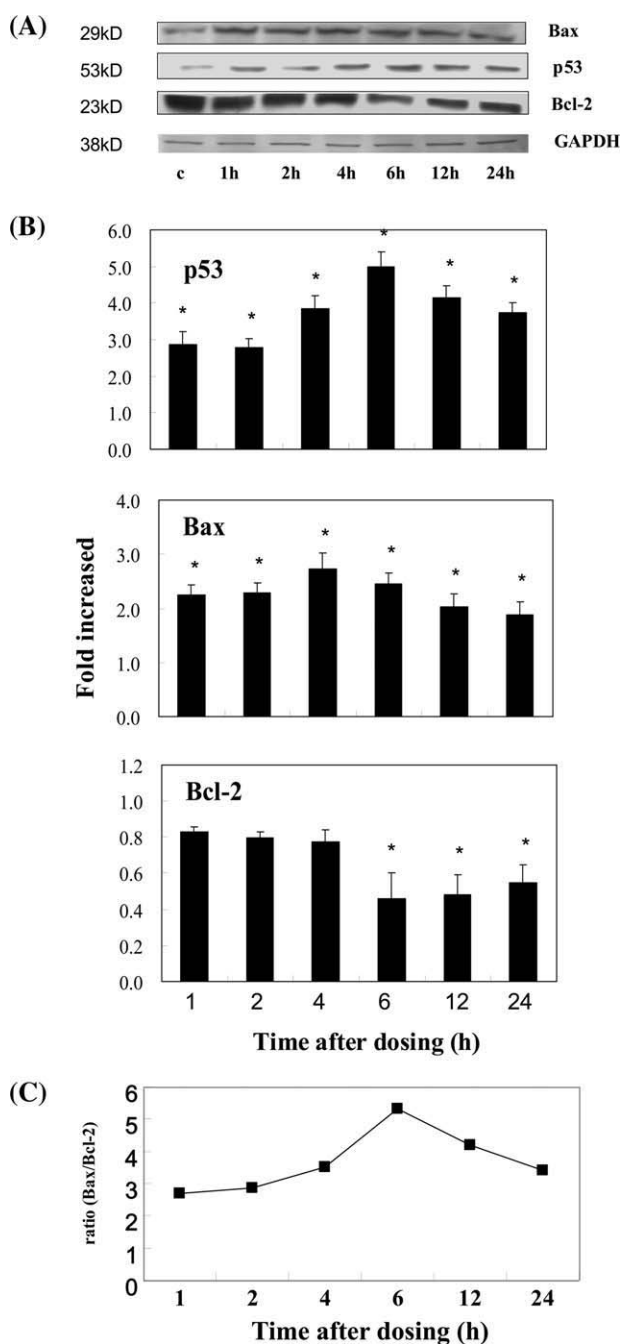 (A)
29kD Bax
53kD p53
23kD Bcl-2
38kD GAPDH
c 1h 2h 4h 6h 12h 24h
(B)
6.0
p53
5.0
4.0
3.0
2.0
1.0
0.0
* * * * * *
Fold increased
4.0
Bax
3.0
2.0
1.0
0.0
* * * * * *
1.2
Bcl-2
1.0
0.8
0.6
0.4
0.2
0.0
* * *
1 2 4 6 12 24
Time after dosing (h)
(C)
ratio (Bax/Bcl-2)
6
5
4
3
2
1
0
1 2 4 6 12 24
Time after dosing (h)